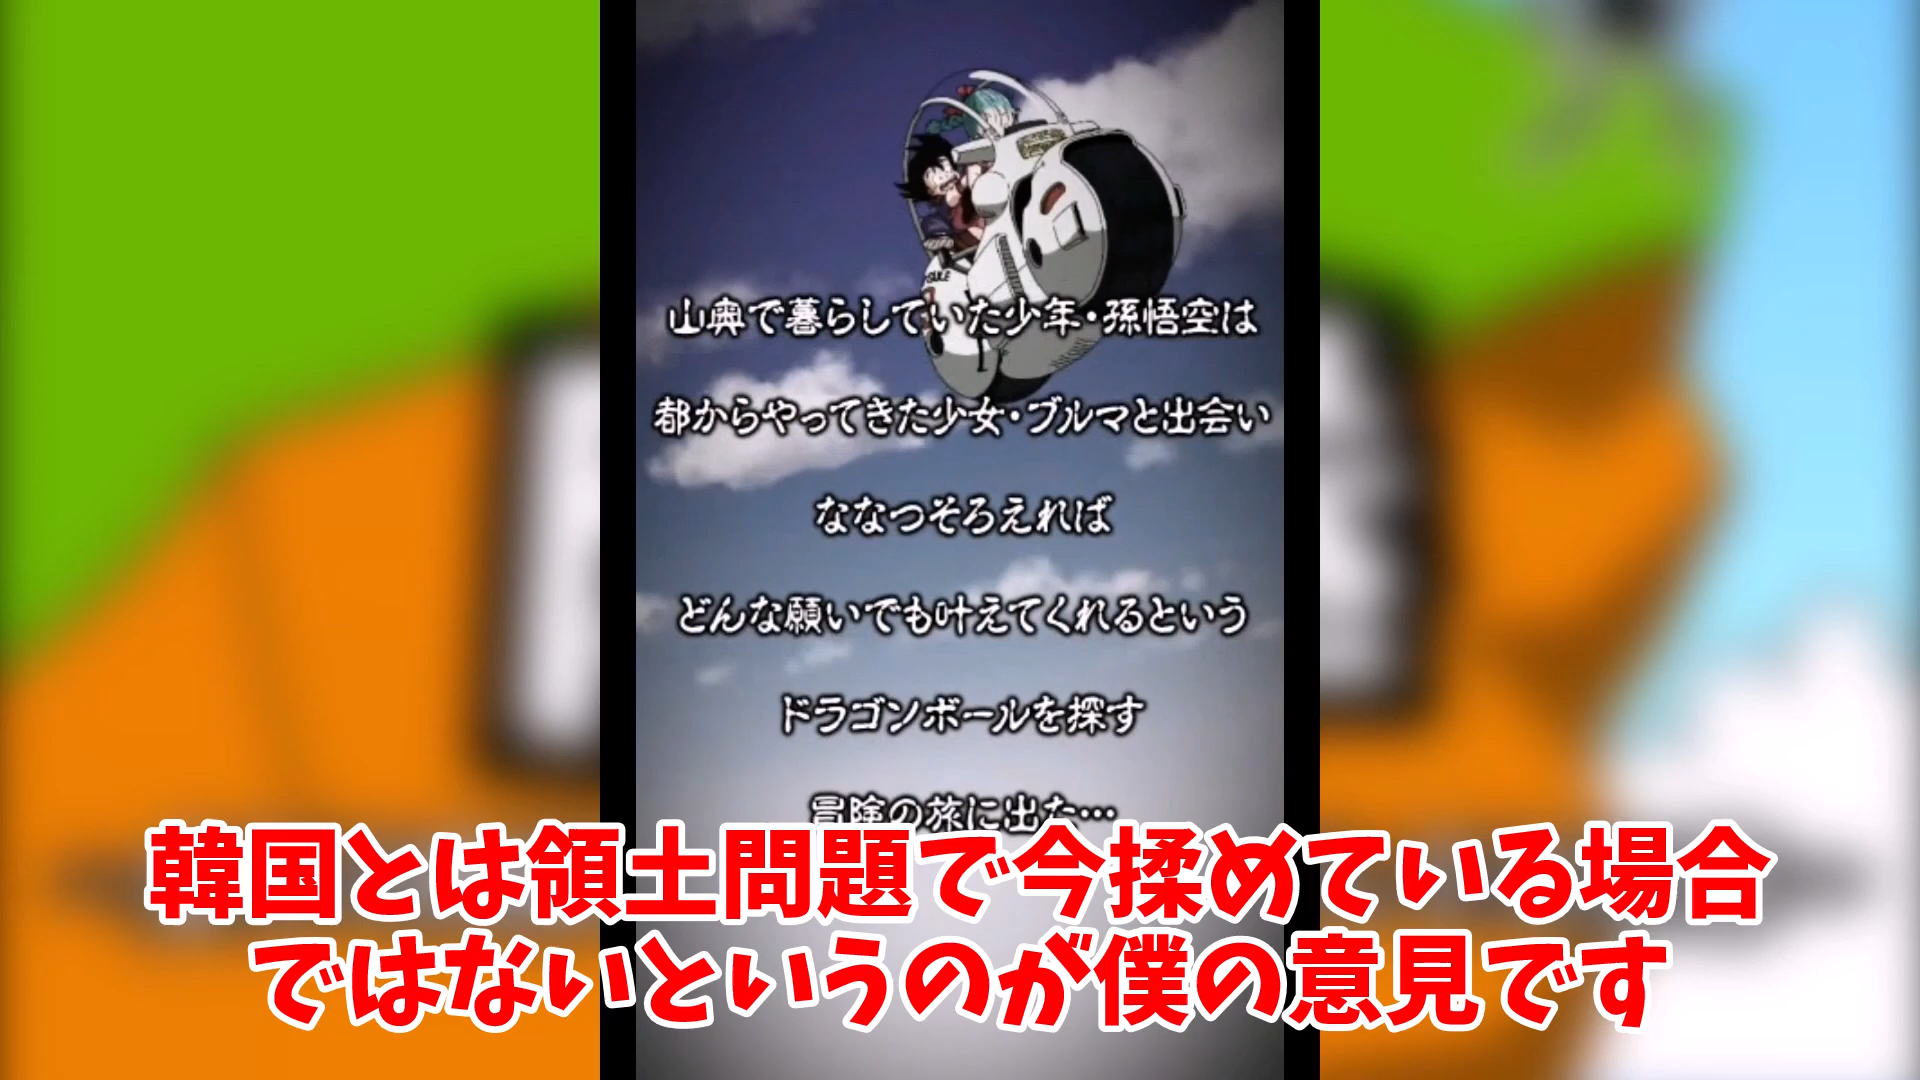 山奥で暮らしていた少年・孫悟空は
都からやってきた少女・ブルマと出会い
ななつそろえれば
どんな願いでも叶えてくれるという
ドラゴンボールを探す
冒険の旅に出た…
韓国とは領土問題で今揉めている場合
ではないというのが僕の意見です